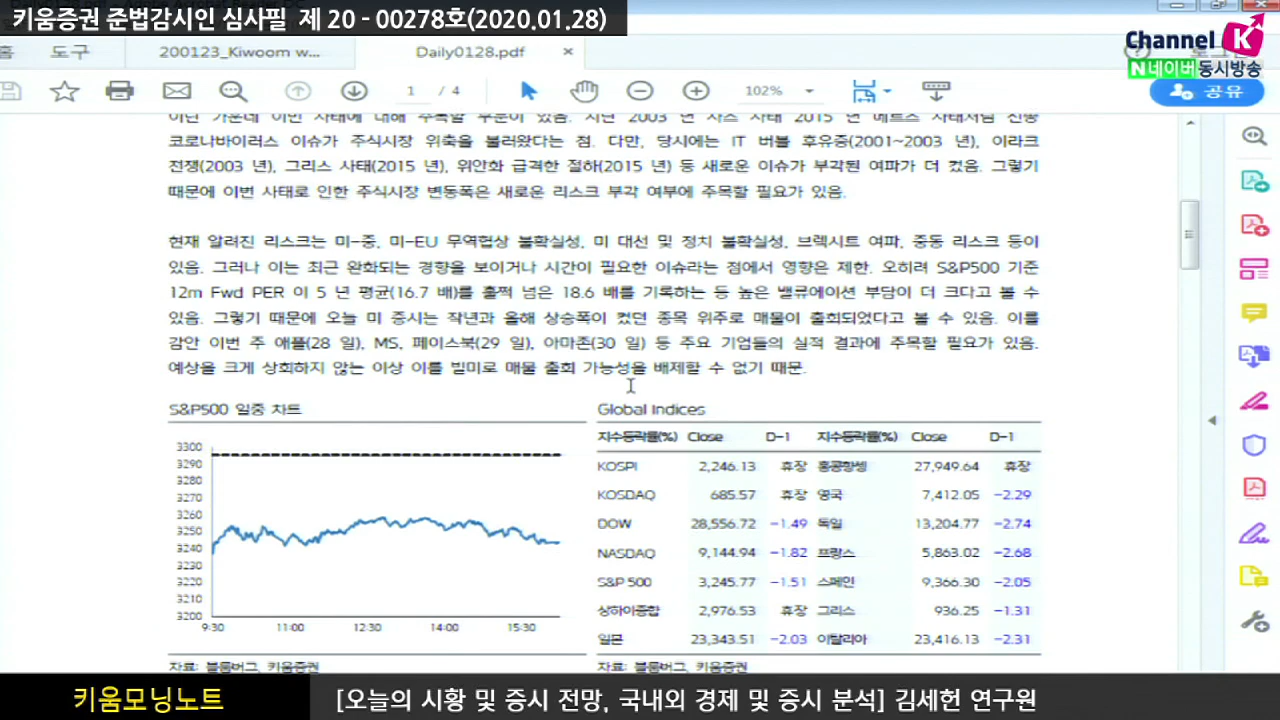 키움증권 준법감시인 심사필 제 20 - 00278호(2020.01.28)
Channel K
N네이버 동시방송
홈 도구 200123_Kiwoom w... Daily0128.pdf ×
1 / 4 102% 공유
코로나바이러스 이슈가 주식시장 위축을 불러왔다는 점. 다만, 당시에는 IT 버블 후유증(2001~2003 년), 이라크
전쟁(2003 년), 그리스 사태(2015 년), 위안화 급격한 절하(2015 년) 등 새로운 이슈가 부각된 여파가 더 컸음. 그렇기
때문에 이번 사태로 인한 주식시장 변동폭은 새로운 리스크 부각 여부에 주목할 필요가 있음.
현재 알려진 리스크는 미-중, 미-EU 무역협상 불확실성, 미 대선 및 정치 불확실성, 브렉시트 여파, 중동 리스크 등이
있음. 그러나 이는 최근 완화되는 경향을 보이거나 시간이 필요한 이슈라는 점에서 영향은 제한. 오히려 S&P500 기준
12m Fwd PER 이 5 년 평균(16.7 배)를 훌쩍 넘은 18.6 배를 기록하는 등 높은 밸류에이션 부담이 더 크다고 볼 수
있음. 그렇기 때문에 오늘 미 증시는 작년과 올해 상승폭이 컸던 종목 위주로 매물이 출회되었다고 볼 수 있음. 이를
감안 이번 주 애플(28 일), MS, 페이스북(29 일), 아마존(30 일) 등 주요 기업들의 실적 결과에 주목할 필요가 있음.
예상을 크게 상회하지 않는 이상 이를 빌미로 매물 출회 가능성을 배제할 수 없기 때문.
S&P500 일중 차트
3300
3290
3280
3270
3260
3250
3240
3230
3220
3210
3200
9:30 11:00 12:30 14:00 15:30
자료: 블룸버그, 키움증권
Global Indices
지수등락률(%) Close D-1 지수등락률(%) Close D-1
KOSPI 2,246.13 휴장 홍콩항셍 27,949.64 휴장
KOSDAQ 685.57 휴장 영국 7,412.05 -2.29
DOW 28,556.72 -1.49 독일 13,204.77 -2.74
NASDAQ 9,144.94 -1.82 프랑스 5,863.02 -2.68
S&P 500 3,245.77 -1.51 스페인 9,366.30 -2.05
상하이종합 2,976.53 휴장 그리스 936.25 -1.31
일본 23,343.51 -2.03 이탈리아 23,416.13 -2.31
자료: 블룸버그, 키움증권
키움모닝노트
[오늘의 시황 및 증시 전망, 국내외 경제 및 증시 분석] 김세헌 연구원